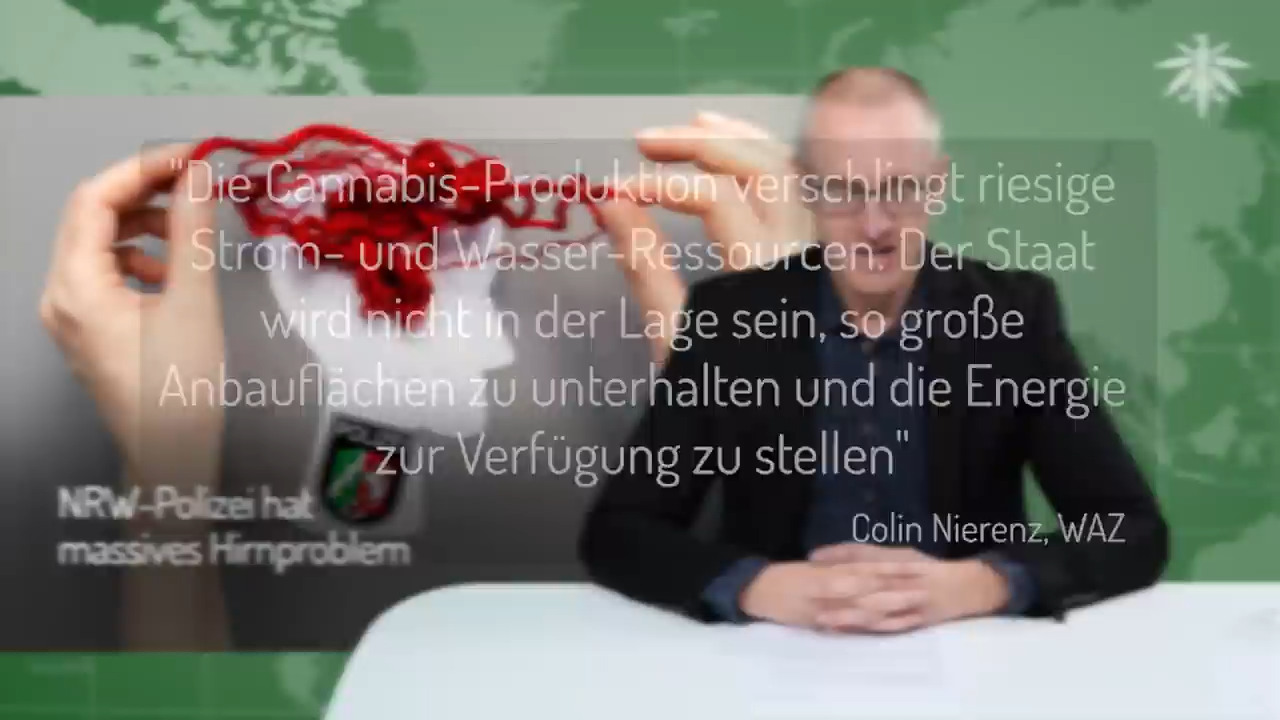 "Die Cannabis-Produktion verschlingt riesige
Strom- und Wasser-Ressourcen. Der Staat
wird nicht in der Lage sein, so große
Anbauflächen zu unterhalten und die Energie
zur Verfügung zu stellen"
Colin Nierenz, WAZ
NRW-Polizei hat
massives Hirnproblem